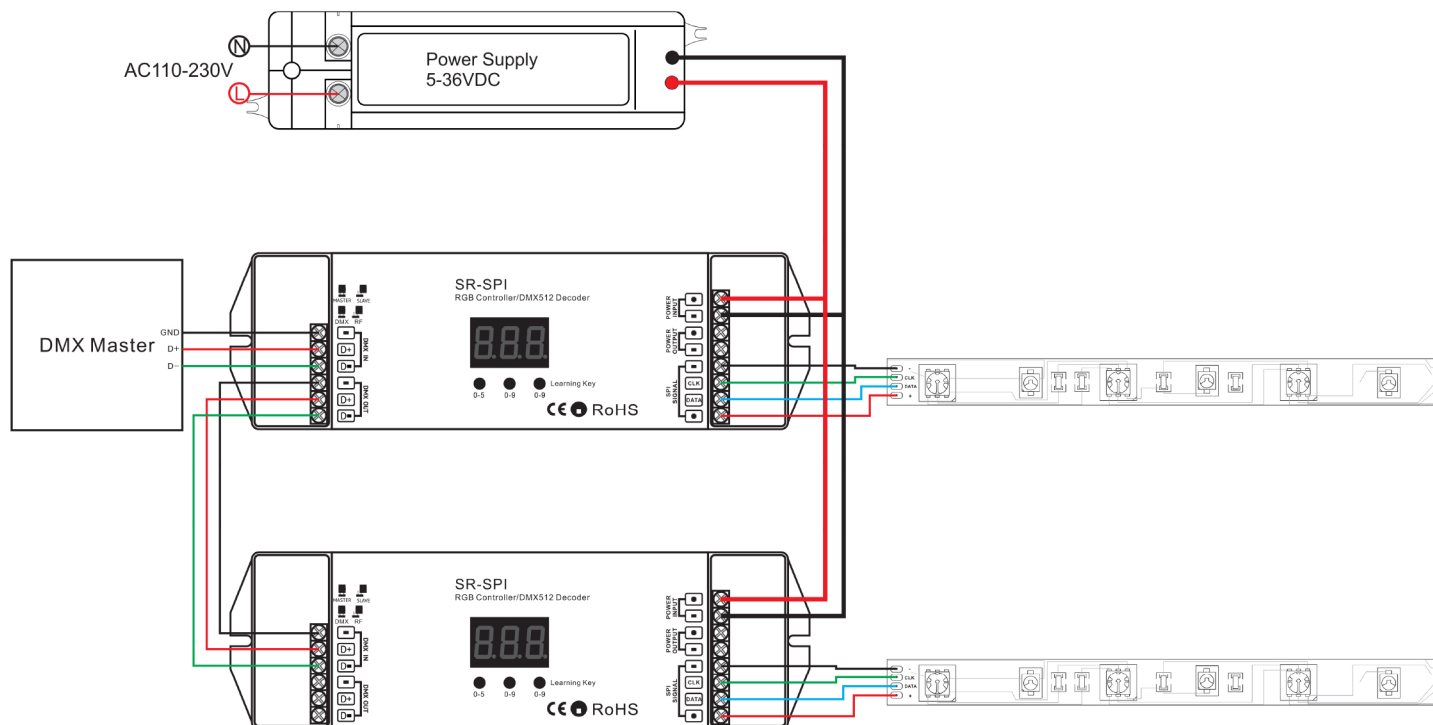 N
AC110-230V
L
Power Supply
5-36VDC
DMX Master
GND
D+
D-
MASTER SLAVE
DMX RF
DMX IN
D+
D
DMX OUT
D+
D
SR-SPI
RGB Controller/DMX512 Decoder
888
Learning Key
0-5 0-9 0-9
CE RoHS
POWER INPUT
POWER OUTPUT
SPI SIGNAL
CLK
DATA
-
CLK
DATA
+
MASTER SLAVE
DMX RF
DMX IN
D+
D
DMX OUT
D+
D
SR-SPI
RGB Controller/DMX512 Decoder
888
Learning Key
0-5 0-9 0-9
CE RoHS
POWER INPUT
POWER OUTPUT
SPI SIGNAL
CLK
DATA
-
CLK
DATA
+